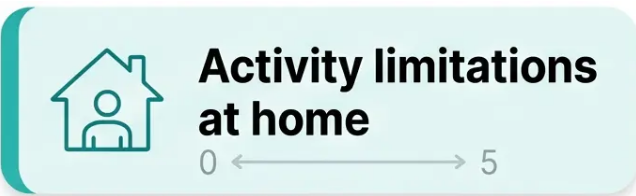 Activity limitations
at home
0 ⟷ 5